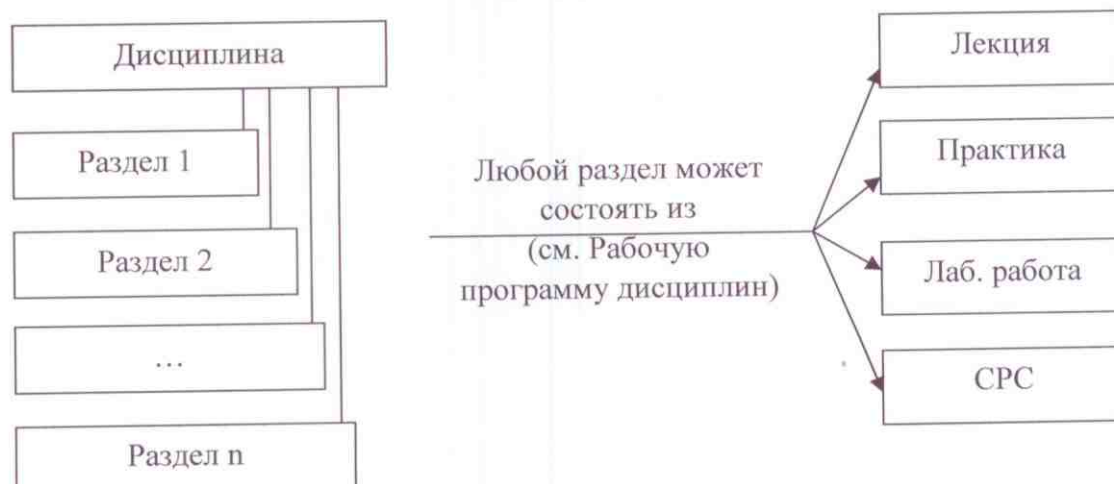 Дисциплина
Раздел 1
Раздел 2
...
Раздел n
Любой раздел может
состоять из
(см. Рабочую
программу дисциплин)
Лекция
Практика
Лаб. работа
СРС